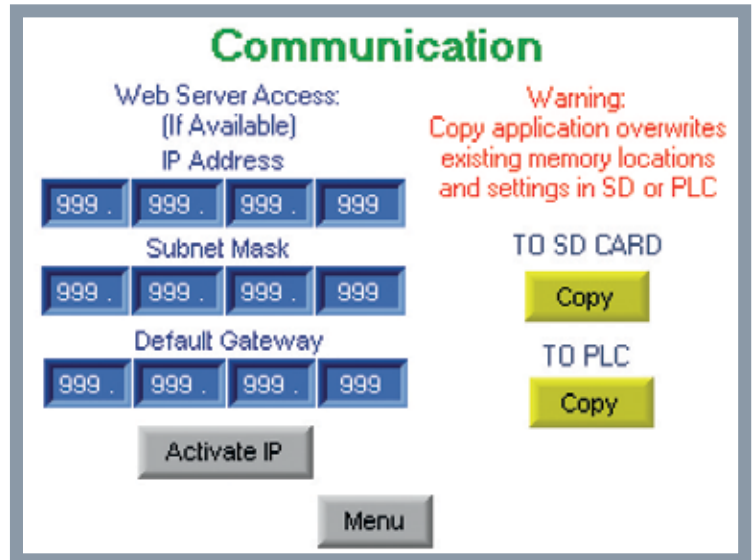 Communication
Web Server Access:
(If Available)
IP Address
999 . 999 . 999 . 999
Subnet Mask
999 . 999 . 999 . 999
Default Gateway
999 . 999 . 999 . 999
Activate IP
Warning:
Copy application overwrites
existing memory locations
and settings in SD or PLC
TO SD CARD
Copy
TO PLC
Copy
Menu